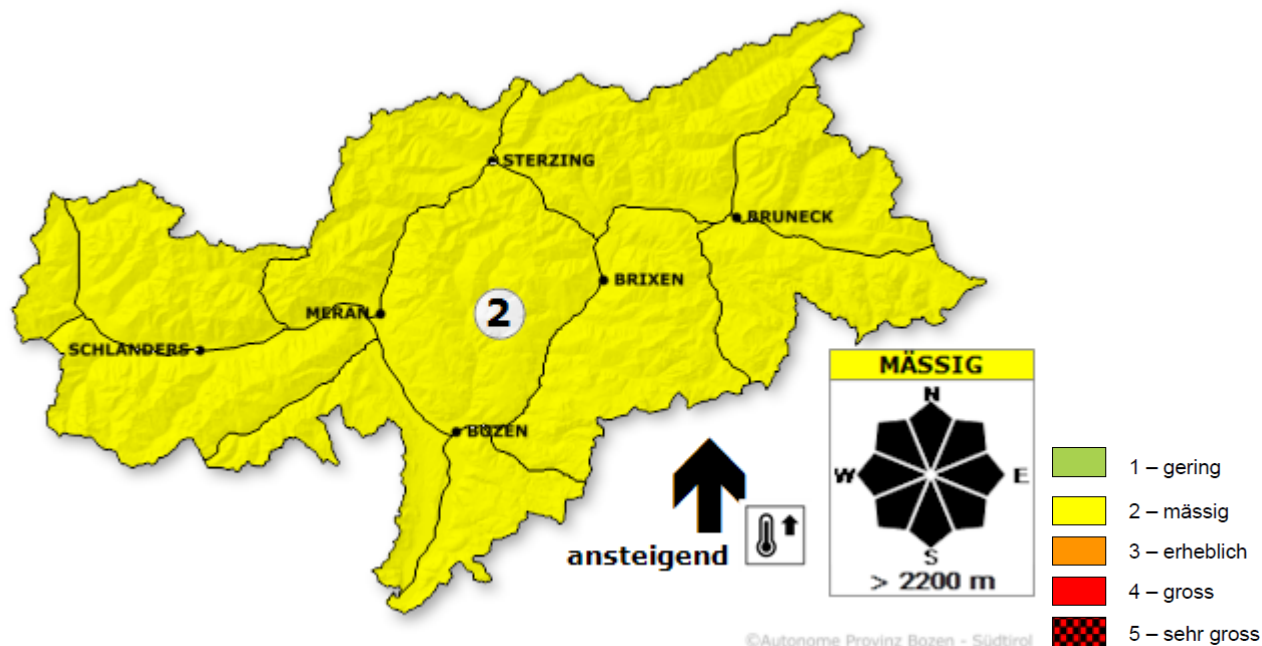 STERZING
BRUNECK
BRIXEN
MERAN
2
SCHLANDERS
BOZEN
ansteigend
MÄSSIG
N
W
E
S
> 2200 m
1 – gering
2 – mässig
3 – erheblich
4 – gross
5 – sehr gross
©Autonome Provinz Bozen - Südtirol